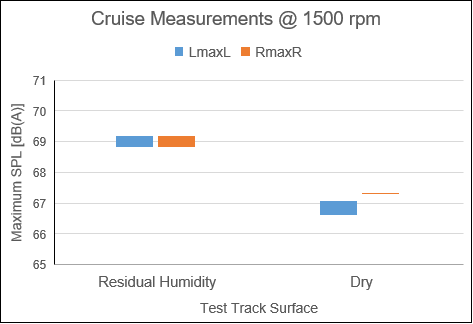 Cruise Measurements @ 1500 rpm
LmaxL RmaxR
71
70
69
68
67
66
65
Maximum SPL [dB(A)]
Residual Humidity Dry
Test Track Surface